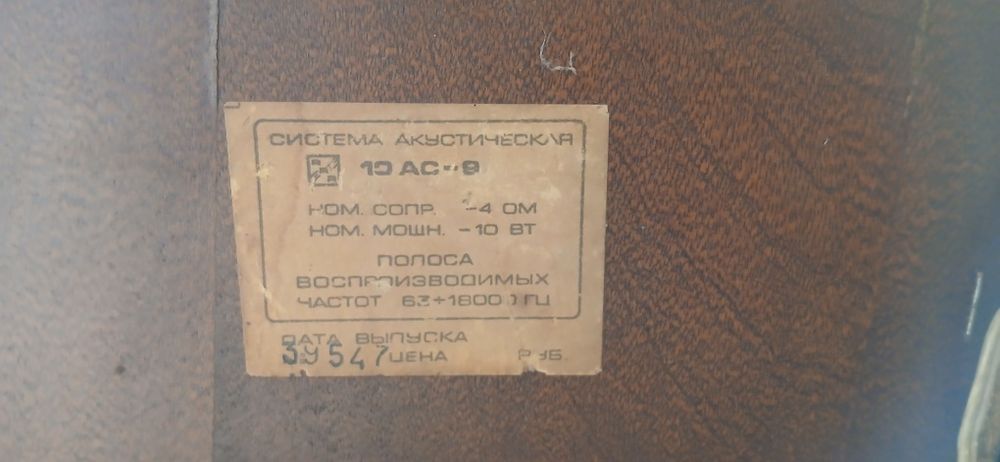 СИСТЕМА АКУСТИЧЕСКАЯ
10 АС-9
НОМ. СОПР. -4 ОМ
НОМ. МОЩН. -10 ВТ
ПОЛОСА
ВОСПРОИЗВОДИМЫХ
ЧАСТОТ 63÷18000 ГЦ
ДАТА ВЫПУСКА
39547 ЦЕНА РУБ.